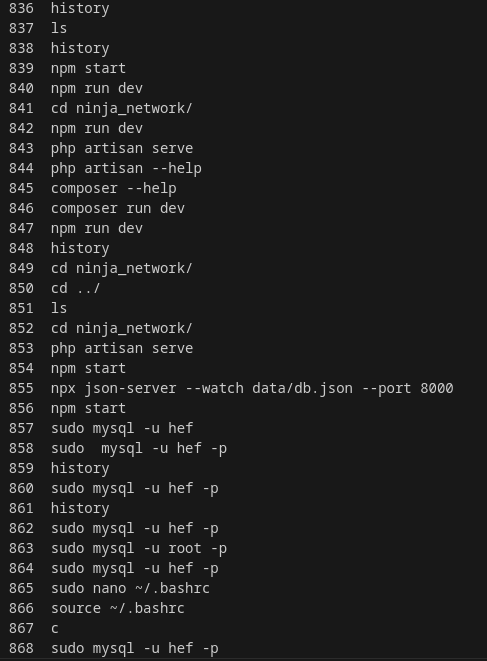 836 history
837 ls
838 history
839 npm start
840 npm run dev
841 cd ninja_network/
842 npm run dev
843 php artisan serve
844 php artisan --help
845 composer --help
846 composer run dev
847 npm run dev
848 history
849 cd ninja_network/
850 cd ../
851 ls
852 cd ninja_network/
853 php artisan serve
854 npm start
855 npx json-server --watch data/db.json --port 8000
856 npm start
857 sudo mysql -u hef
858 sudo  mysql -u hef -p
859 history
860 sudo mysql -u hef -p
861 history
862 sudo mysql -u hef -p
863 sudo mysql -u root -p
864 sudo mysql -u hef -p
865 sudo nano ~/.bashrc
866 source ~/.bashrc
867 c
868 sudo mysql -u hef -p